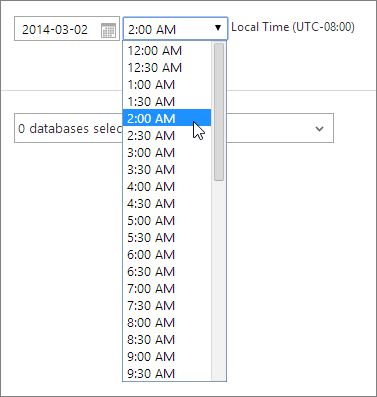 2014-03-02 2:00 AM Local Time (UTC-08:00)
12:00 AM
12:30 AM
1:00 AM
1:30 AM
2:00 AM
0 databases selec
2:30 AM
3:00 AM
3:30 AM
4:00 AM
4:30 AM
5:00 AM
5:30 AM
6:00 AM
6:30 AM
7:00 AM
7:30 AM
8:00 AM
8:30 AM
9:00 AM
9:30 AM